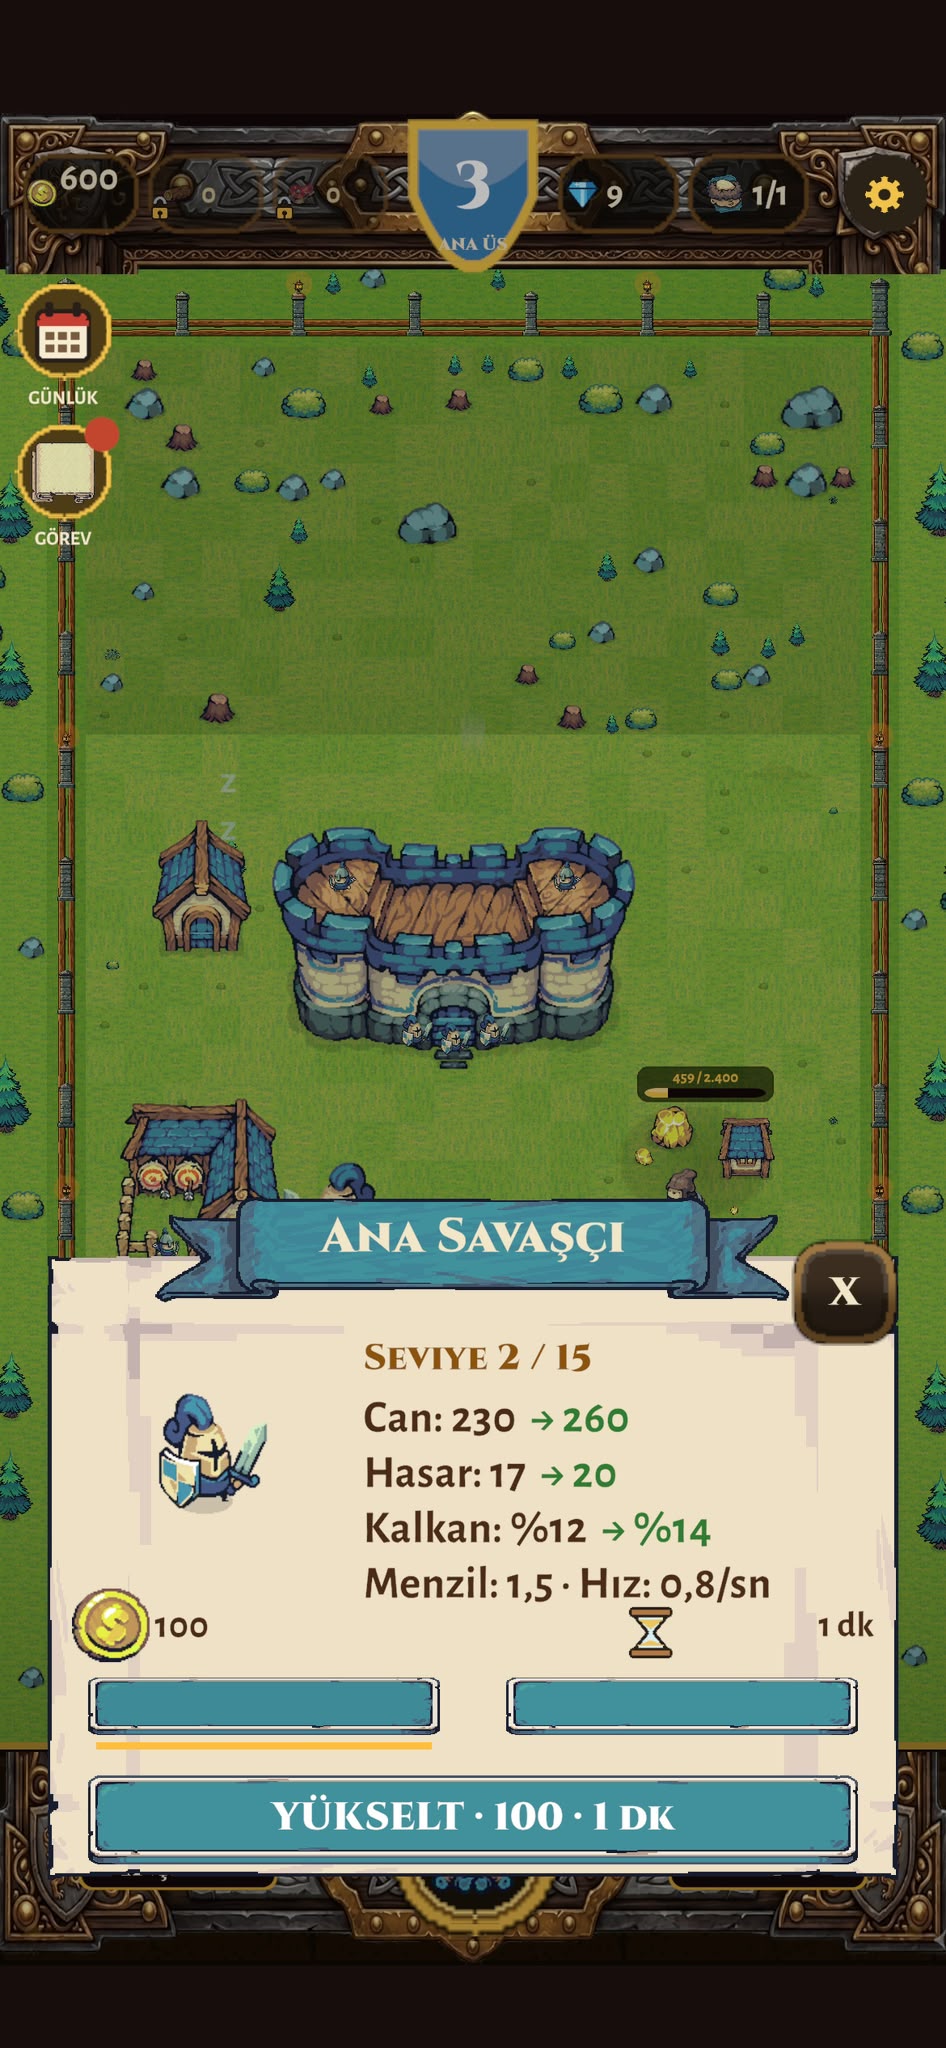 600
0
0
3
ANA ÜS
9
1/1
GÜNLÜK
GÖREV
Z
Z
459/2.400
ANA SAVAŞÇI
X
SEVIYE 2 / 15
Can: 230 → 260
Hasar: 17 → 20
Kalkan: %12 → %14
Menzil: 1,5 · Hız: 0,8/sn
100
1 dk
YÜKSELT · 100 · 1 DK